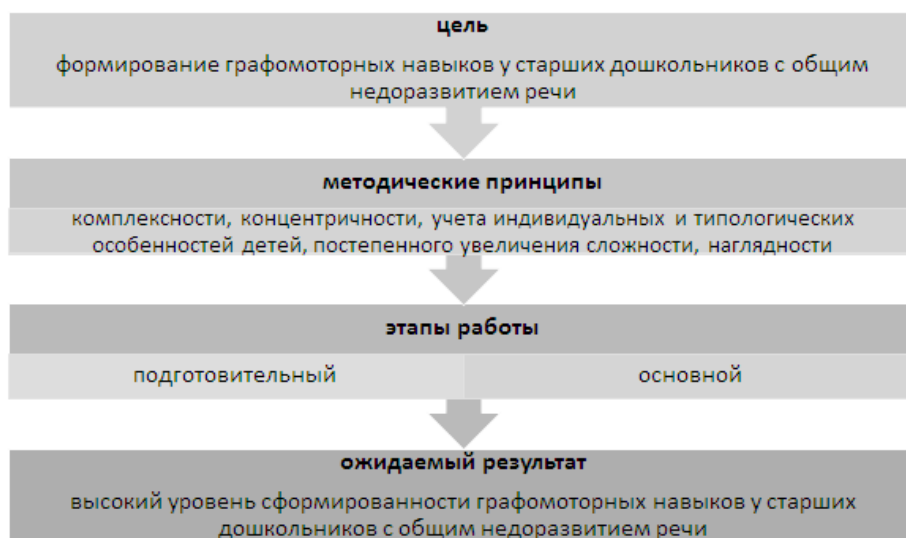 цель
формирование графомоторных навыков у старших дошкольников с общим
недоразвитием речи
методические принципы
комплексности, концентричности, учета индивидуальных и типологических
особенностей детей, постепенного увеличения сложности, наглядности
этапы работы
подготовительный основной
ожидаемый результат
высокий уровень сформированности графомоторных навыков у старших
дошкольников с общим недоразвитием речи